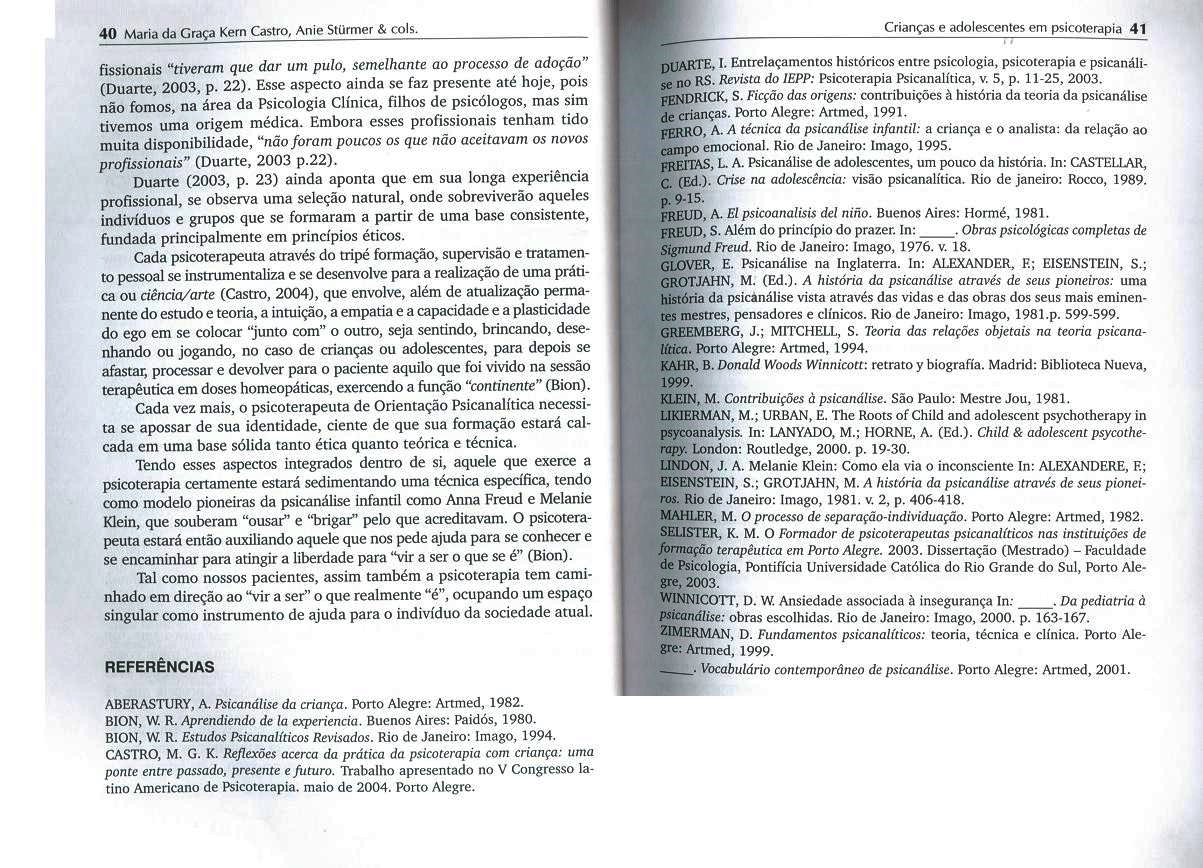 40 Maria da Graça Kern Castro, Anie Stürmer & cols.
fissionais “tiveram que dar um pulo, semelhante ao processo de adoção”
(Duarte, 2003, p. 22). Esse aspecto ainda se faz presente até hoje, pois
não fomos, na área da Psicologia Clínica, filhos de psicólogos, mas sim
tivemos uma origem médica. Embora esses profissionais tenham tido
muita disponibilidade, “não foram poucos os que não aceitavam os novos
profissionais” (Duarte, 2003 p.22).
Duarte (2003, p. 23) ainda aponta que em sua longa experiência
profissional, se observa uma seleção natural, onde sobreviverão aqueles
indivíduos e grupos que se formaram a partir de uma base consistente,
fundada principalmente em princípios éticos.
Cada psicoterapeuta através do tripé formação, supervisão e tratamen-
to pessoal se instrumentaliza e se desenvolve para a realização de uma práti-
ca ou ciência/arte (Castro, 2004), que envolve, além de atualização perma-
nente do estudo e teoria, a intuição, a empatia e a capacidade e a plasticidade
do ego em se colocar “junto com” o outro, seja sentindo, brincando, dese-
nhando ou jogando, no caso de crianças ou adolescentes, para depois se
afastar, processar e devolver para o paciente aquilo que foi vivido na sessão
terapêutica em doses homeopáticas, exercendo a função “continente” (Bion).
Cada vez mais, o psicoterapeuta de Orientação Psicanalítica necessi-
ta se apossar de sua identidade, ciente de que sua formação estará cal-
cada em uma base sólida tanto ética quanto teórica e técnica.
Tendo esses aspectos integrados dentro de si, aquele que exerce a
psicoterapia certamente estará sedimentando uma técnica específica, tendo
como modelo pioneiras da psicanálise infantil como Anna Freud e Melanie
Klein, que souberam “ousar” e “brigar” pelo que acreditavam. O psicotera-
peuta estará então auxiliando aquele que nos pede ajuda para se conhecer e
se encaminhar para atingir a liberdade para “vir a ser o que se é” (Bion).
Tal como nossos pacientes, assim também a psicoterapia tem cami-
nhado em direção ao “vir a ser” o que realmente “é”, ocupando um espaço
singular como instrumento de ajuda para o indivíduo da sociedade atual.
REFERÊNCIAS
ABERASTURY, A. Psicanálise da criança. Porto Alegre: Artmed, 1982.
BION, W. R. Aprendiendo de la experiencia. Buenos Aires: Paidós, 1980.
BION, W. R. Estudos Psicanalíticos Revisados. Rio de Janeiro: Imago, 1994.
CASTRO, M. G. K. Reflexões acerca da prática da psicoterapia com criança: uma
ponte entre passado, presente e futuro. Trabalho apresentado no V Congresso la-
tino Americano de Psicoterapia. maio de 2004. Porto Alegre.
Crianças e adolescentes em psicoterapia 41
DUARTE, I. Entrelaçamentos históricos entre psicologia, psicoterapia e psicanáli-
se no RS. Revista do IEPP: Psicoterapia Psicanalítica, v. 5, p. 11-25, 2003.
FENDRICK, S. Ficção das origens: contribuições à história da teoria da psicanálise
de crianças. Porto Alegre: Artmed, 1991.
FERRO, A. A técnica da psicanálise infantil: a criança e o analista: da relação ao
campo emocional. Rio de Janeiro: Imago, 1995.
FREITAS, L. A. Psicanálise de adolescentes, um pouco da história. In: CASTELLAR,
C. (Ed.). Crise na adolescência: visão psicanalítica. Rio de janeiro: Rocco, 1989.
p. 9-15.
FREUD, A. El psicoanalisis del niño. Buenos Aires: Hormé, 1981.
FREUD, S. Além do princípio do prazer. In: _____. Obras psicológicas completas de
Sigmund Freud. Rio de Janeiro: Imago, 1976. v. 18.
GLOVER, E. Psicanálise na Inglaterra. In: ALEXANDER, F.; EISENSTEIN, S.;
GROTJAHN, M. (Ed.). A história da psicanálise através de seus pioneiros: uma
história da psicanálise vista através das vidas e das obras dos seus mais eminen-
tes mestres, pensadores e clínicos. Rio de Janeiro: Imago, 1981.p. 599-599.
GREEMBERG, J.; MITCHELL, S. Teoria das relações objetais na teoria psicana-
lítica. Porto Alegre: Artmed, 1994.
KAHR, B. Donald Woods Winnicott: retrato y biografía. Madrid: Biblioteca Nueva,
1999.
KLEIN, M. Contribuições à psicanálise. São Paulo: Mestre Jou, 1981.
LIKIERMAN, M.; URBAN, E. The Roots of Child and adolescent psychotherapy in
psycoanalysis. In: LANYADO, M.; HORNE, A. (Ed.). Child & adolescent psycothe-
rapy. London: Routledge, 2000. p. 19-30.
LINDON, J. A. Melanie Klein: Como ela via o inconsciente In: ALEXANDERE, F.;
EISENSTEIN, S.; GROTJAHN, M. A história da psicanálise através de seus pionei-
ros. Rio de Janeiro: Imago, 1981. v. 2, p. 406-418.
MAHLER, M. O processo de separação-individuação. Porto Alegre: Artmed, 1982.
SELISTER, K. M. O Formador de psicoterapeutas psicanalíticos nas instituições de
formação terapêutica em Porto Alegre. 2003. Dissertação (Mestrado) – Faculdade
de Psicologia, Pontifícia Universidade Católica do Rio Grande do Sul, Porto Ale-
gre, 2003.
WINNICOTT, D. W. Ansiedade associada à insegurança In: _____. Da pediatria à
psicanálise: obras escolhidas. Rio de Janeiro: Imago, 2000. p. 163-167.
ZIMERMAN, D. Fundamentos psicanalíticos: teoria, técnica e clínica. Porto Ale-
gre: Artmed, 1999.
_____. Vocabulário contemporâneo de psicanálise. Porto Alegre: Artmed, 2001.